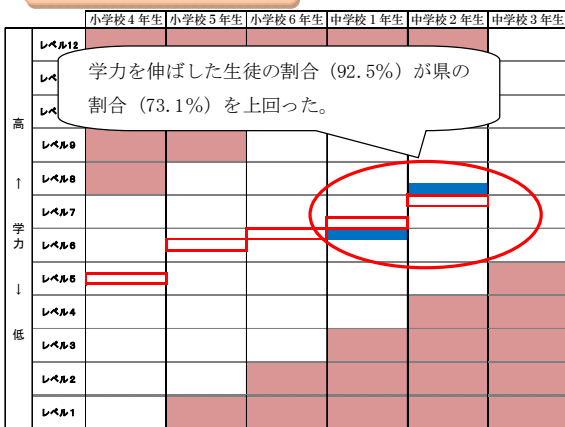 小学校４年生 小学校５年生 小学校６年生 中学校１年生 中学校２年生 中学校３年生
レベル12
学力を伸ばした生徒の割合（92.5％）が県の
割合（73.1％）を上回った。
高
↑
学
力
↓
低
レベル9
レベル8
レベル7
レベル6
レベル5
レベル4
レベル3
レベル2
レベル1